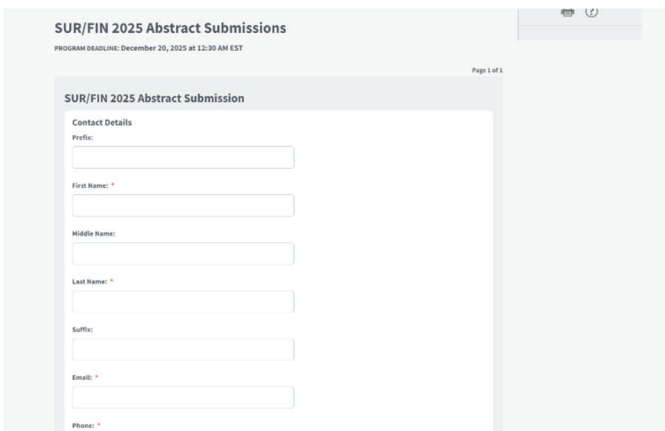 SUR/FIN 2025 Abstract Submissions
PROGRAM DEADLINE: December 20, 2025 at 12:30 AM EST
Page 1 of 1
SUR/FIN 2025 Abstract Submission
Contact Details
Prefix:
First Name: *
Middle Name:
Last Name: *
Suffix:
Email: *
Phone: *